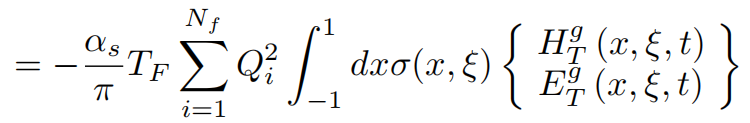 $= -\frac{\alpha_s}{\pi} T_F \sum_{i=1}^{N_f} Q_i^2 \int_{-1}^{1} dx \sigma(x, \xi) \left\{ \begin{array}{c} H_T^g (x, \xi, t) \\ E_T^g (x, \xi, t) \end{array} \right\}$